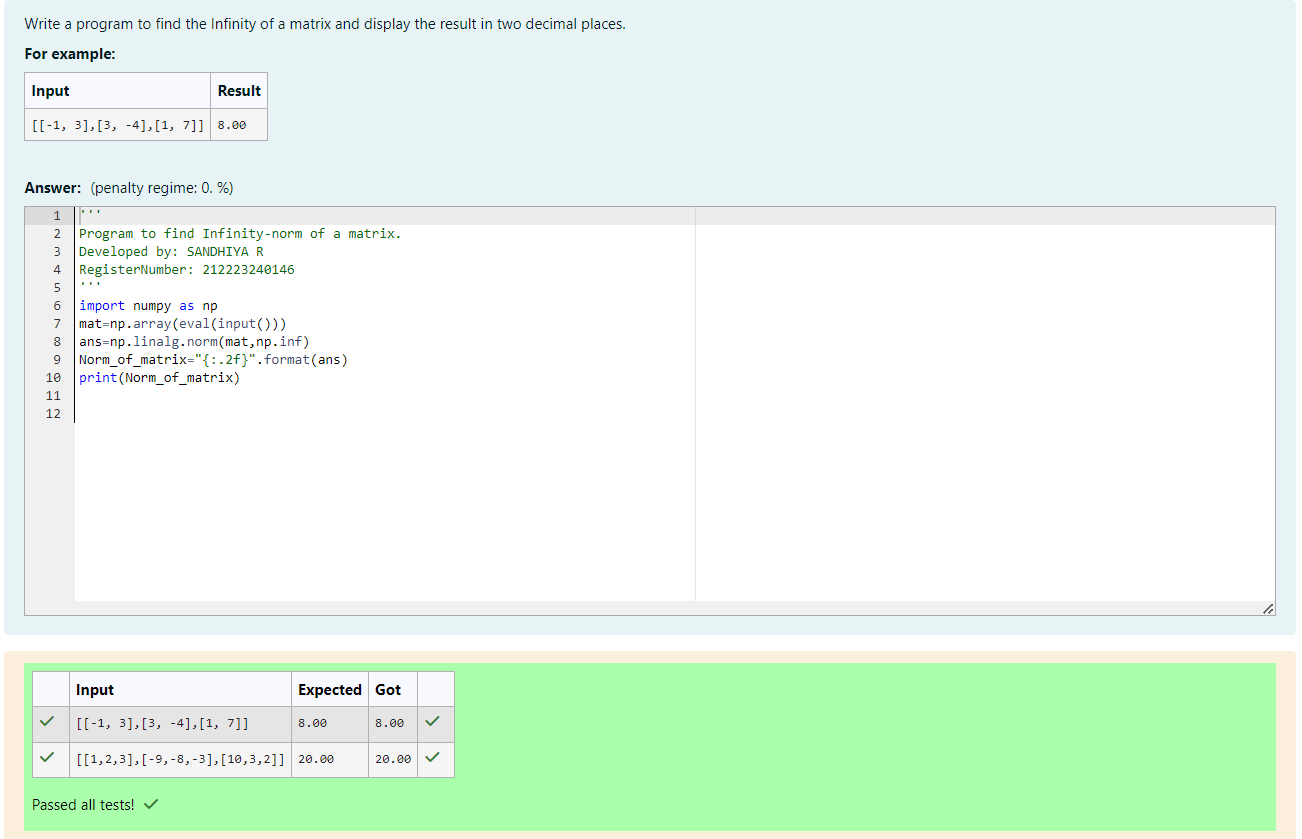 Write a program to find the Infinity of a matrix and display the result in two decimal places.
For example:
Input Result
[[-1, 3],[3, -4],[1, 7]] 8.00
Answer: (penalty regime: 0. %)
1 '''
2 Program to find Infinity-norm of a matrix.
3 Developed by: SANDHIYA R
4 RegisterNumber: 212223240146
5 '''
6 import numpy as np
7 mat=np.array(eval(input()))
8 ans=np.linalg.norm(mat,np.inf)
9 Norm_of_matrix="{:.2f}".format(ans)
10 print(Norm_of_matrix)
11
12
Input Expected Got
[[-1, 3],[3, -4],[1, 7]] 8.00 8.00
[[1,2,3],[-9,-8,-3],[10,3,2]] 20.00 20.00
Passed all tests!